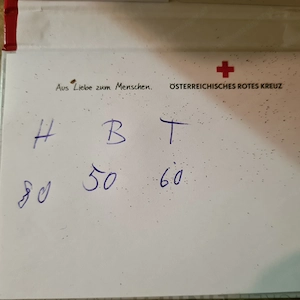 Aus Liebe zum Menschen. ÖSTERREICHISCHES ROTES KREUZ
H B T
80 50 60